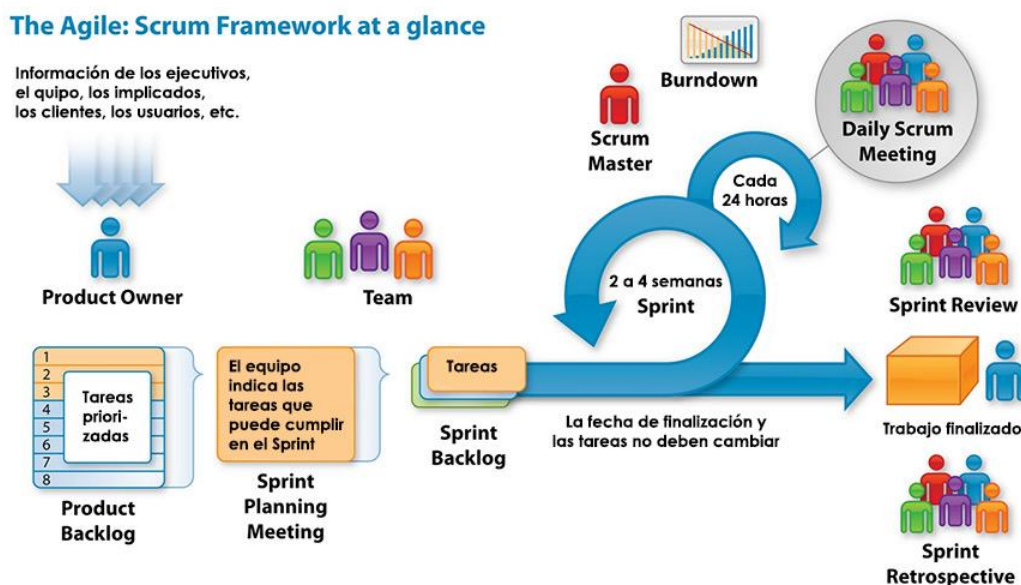 The Agile: Scrum Framework at a glance
Información de los ejecutivos,
el quipo, los implicados,
los clientes, los usuarios, etc.
Product Owner
Team
Scrum
Master
Burndown
Daily Scrum
Meeting
Cada
24 horas
2 a 4 semanas
Sprint
Sprint Review
1
2
3
4
5
6
7
8
Tareas
priori-
zadas
Product
Backlog
El equipo
indica las
tareas que
puede cumplir
en el Sprint
Sprint
Planning
Meeting
Tareas
Sprint
Backlog
La fecha de finalización y
las tareas no deben cambiar
Trabajo finalizado
Sprint
Retrospective